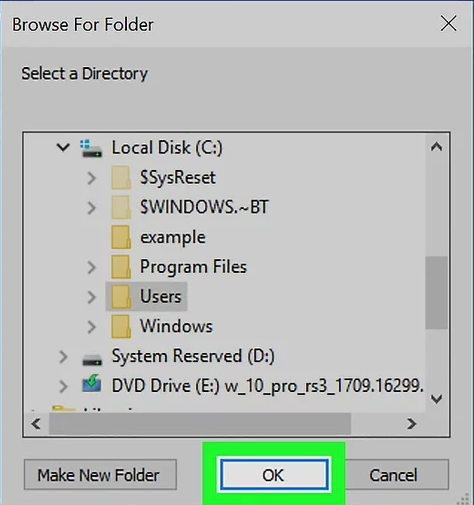 Browse For Folder
Select a Directory
Local Disk (C:)
$SysReset
$WINDOWS.~BT
example
Program Files
Users
Windows
System Reserved (D:)
DVD Drive (E:) w_10_pro_rs3_1709.16299.
Make New Folder
OK
Cancel